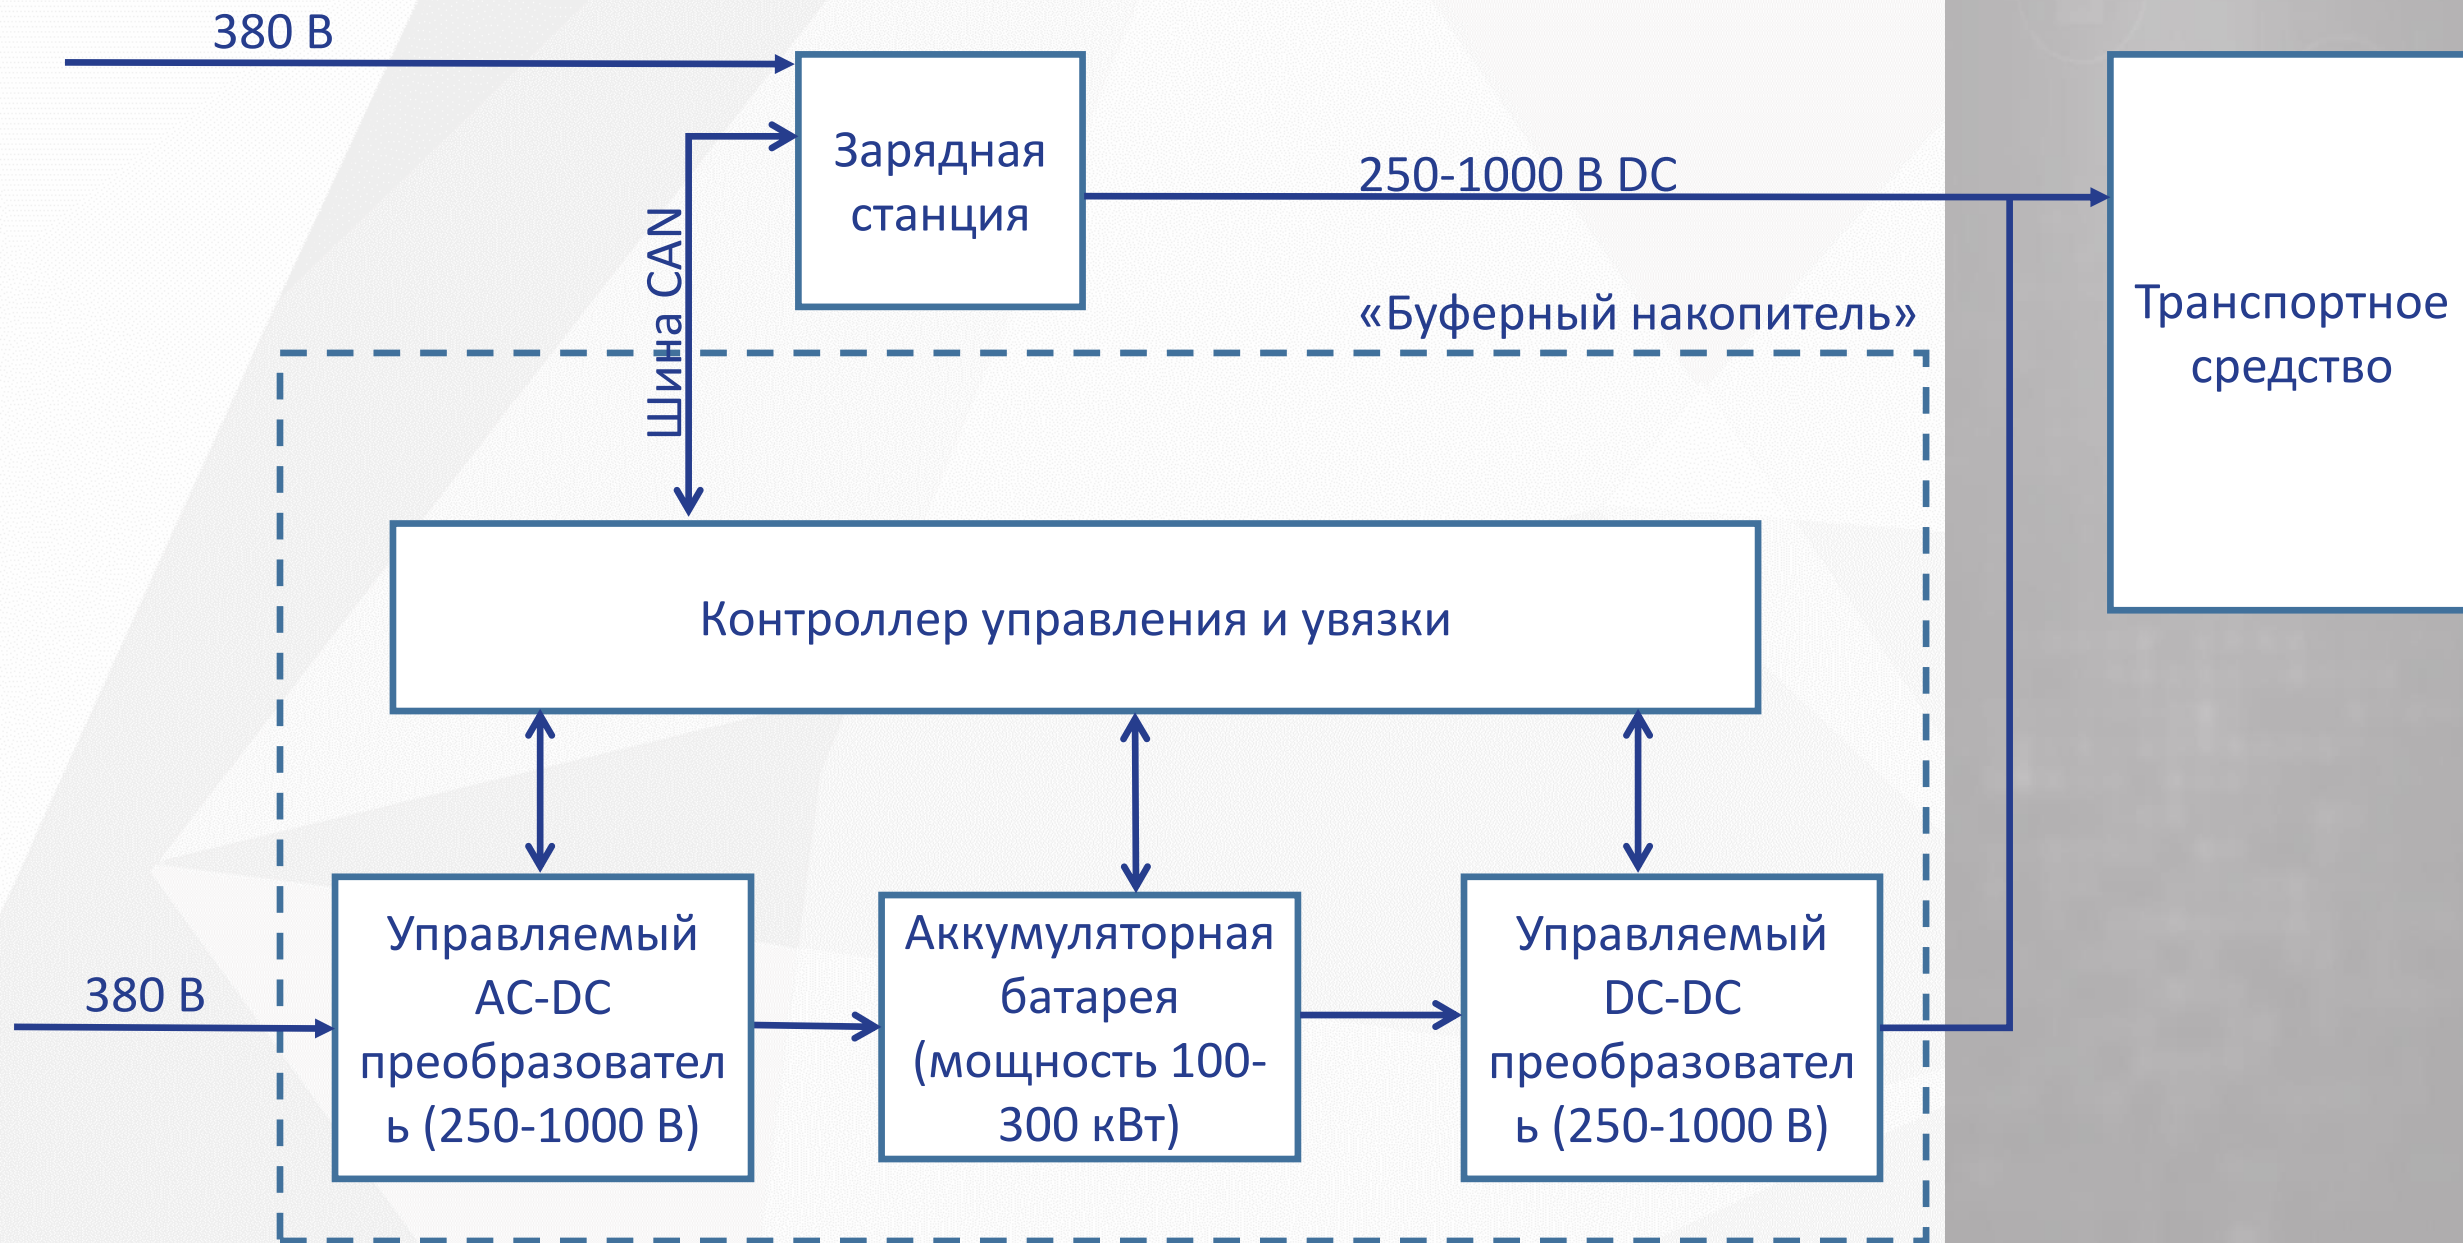 380 В
Зарядная
станция
Шина CAN
250-1000 В DC
«Буферный накопитель»
Транспортное
средство
Контроллер управления и увязки
380 В
Управляемый
AC-DC
преобразовател
ь (250-1000 В)
Аккумуляторная
батарея
(мощность 100-
300 кВт)
Управляемый
DC-DC
преобразовател
ь (250-1000 В)